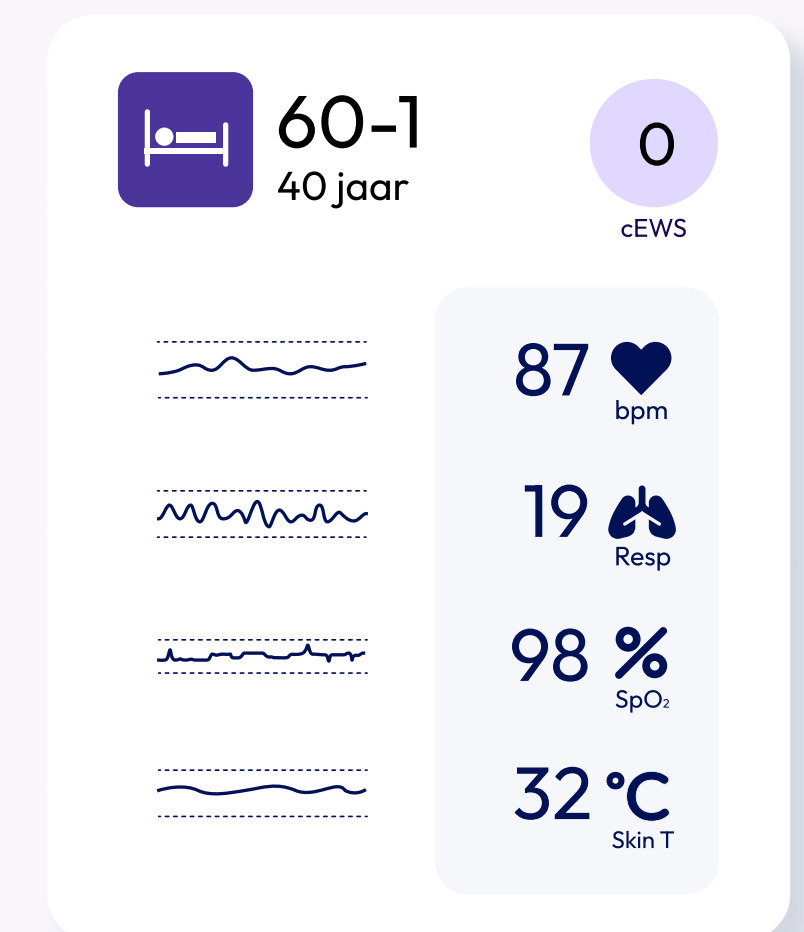 60-1
40 jaar
0
cEWS
87
bpm
19
Resp
98 %
SpO₂
32 °C
Skin T